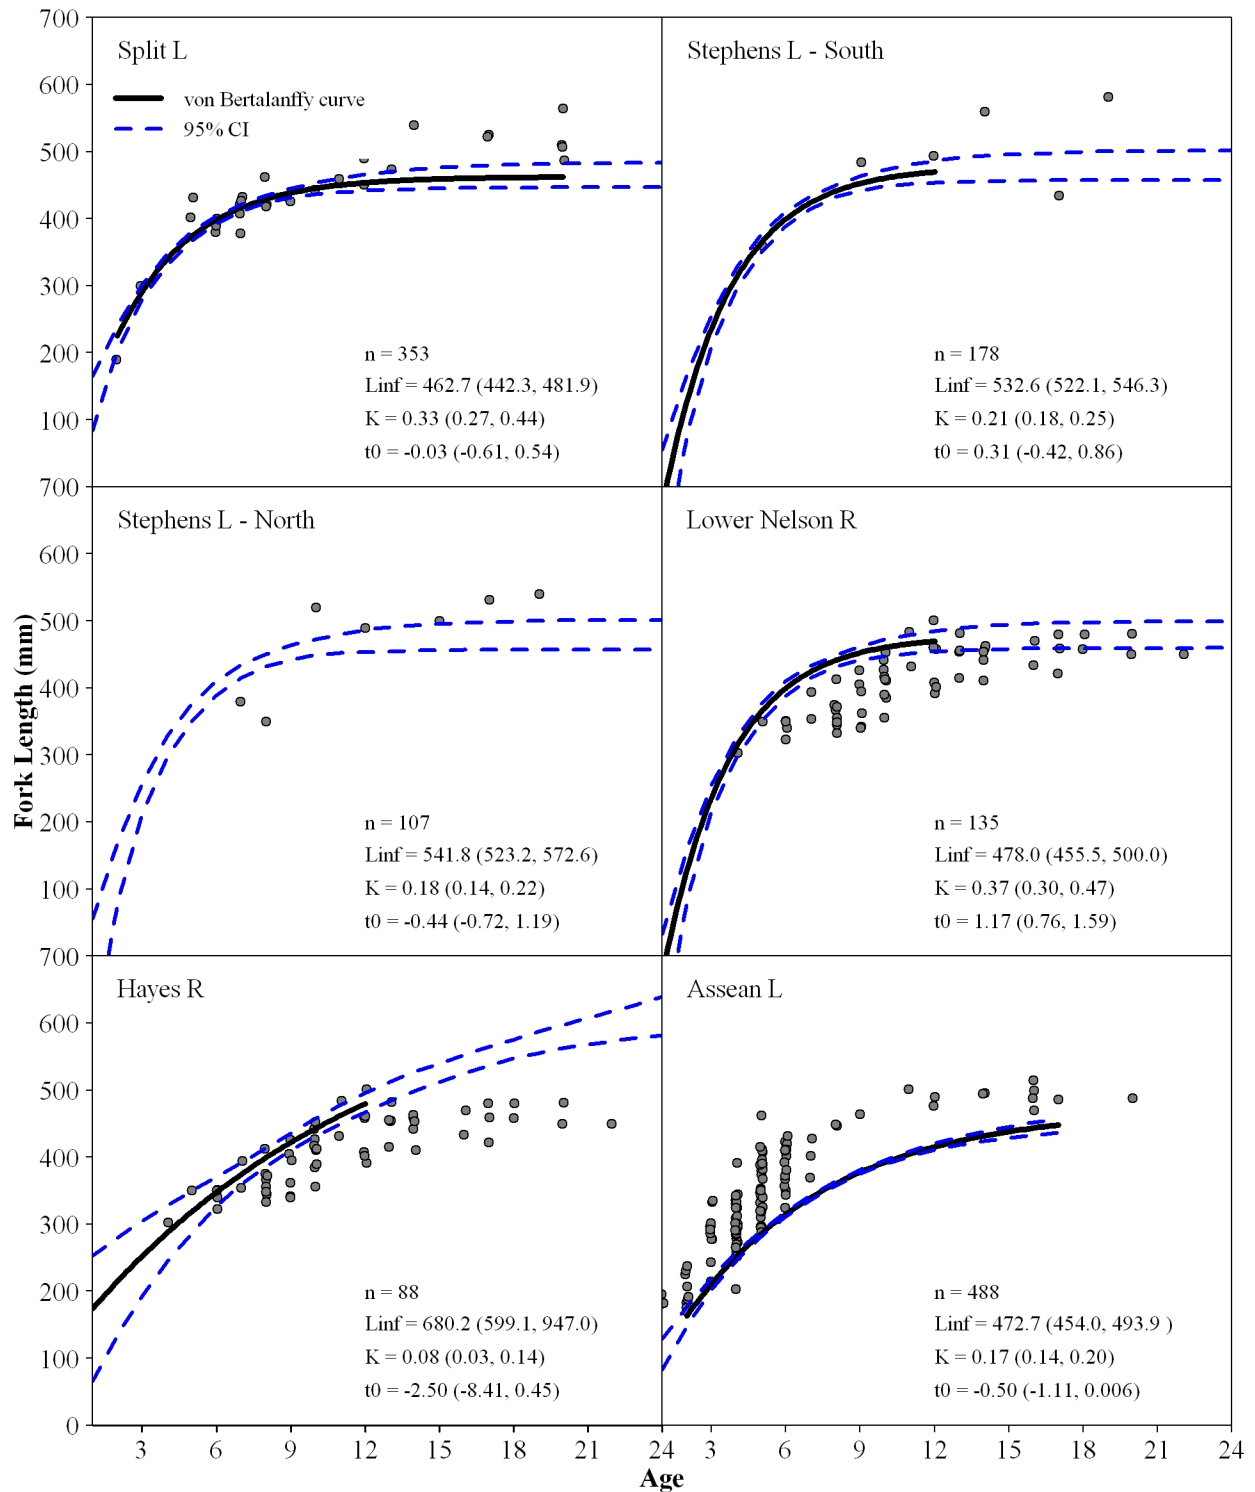 700
600
500
400
300
200
100
Split L
von Bertalanffy curve
95% CI
n = 353
Linf = 462.7 (442.3, 481.9)
K = 0.33 (0.27, 0.44)
t0 = -0.03 (-0.61, 0.54)
Stephens L - South
n = 178
Linf = 532.6 (522.1, 546.3)
K = 0.21 (0.18, 0.25)
t0 = 0.31 (-0.42, 0.86)
700
600
500
400
300
200
100
Fork Length (mm)
Stephens L - North
n = 107
Linf = 541.8 (523.2, 572.6)
K = 0.18 (0.14, 0.22)
t0 = -0.44 (-0.72, 1.19)
Lower Nelson R
n = 135
Linf = 478.0 (455.5, 500.0)
K = 0.37 (0.30, 0.47)
t0 = 1.17 (0.76, 1.59)
700
600
500
400
300
200
100
0
Hayes R
n = 88
Linf = 680.2 (599.1, 947.0)
K = 0.08 (0.03, 0.14)
t0 = -2.50 (-8.41, 0.45)
Assean L
n = 488
Linf = 472.7 (454.0, 493.9 )
K = 0.17 (0.14, 0.20)
t0 = -0.50 (-1.11, 0.006)
3 6 9 12 15 18 21 24 3 6 9 12 15 18 21 24
Age